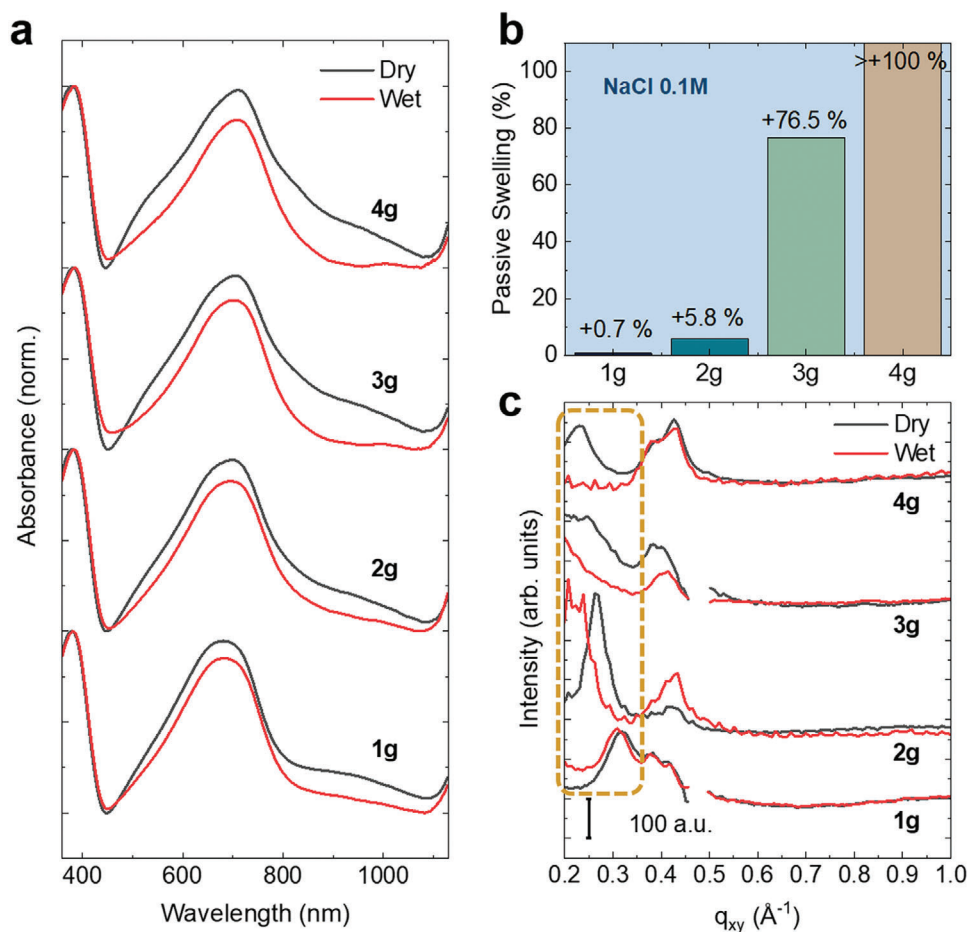 a
Absorbance (norm.)
Dry
Wet
4g
3g
2g
1g
400 600 800 1000
Wavelength (nm)
b
Passive Swelling (%)
100
80
60
40
20
0
NaCl 0.1M
+0.7 %
+5.8 %
+76.5 %
>+100 %
1g 2g 3g 4g
c
Intensity (arb. units)
Dry
Wet
4g
3g
2g
1g
100 a.u.
0.2 0.3 0.4 0.5 0.6 0.7 0.8 0.9 1.0
qxy (Å-1)